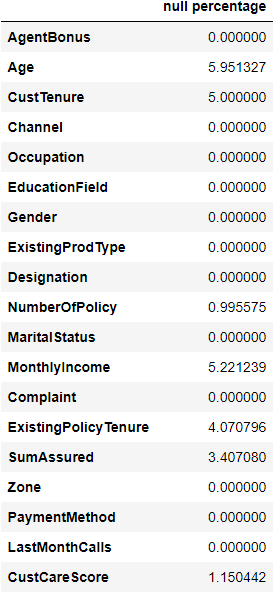 null percentage
AgentBonus 0.000000
Age 5.951327
CustTenure 5.000000
Channel 0.000000
Occupation 0.000000
EducationField 0.000000
Gender 0.000000
ExistingProdType 0.000000
Designation 0.000000
NumberOfPolicy 0.995575
MaritalStatus 0.000000
MonthlyIncome 5.221239
Complaint 0.000000
ExistingPolicyTenure 4.070796
SumAssured 3.407080
Zone 0.000000
PaymentMethod 0.000000
LastMonthCalls 0.000000
CustCareScore 1.150442